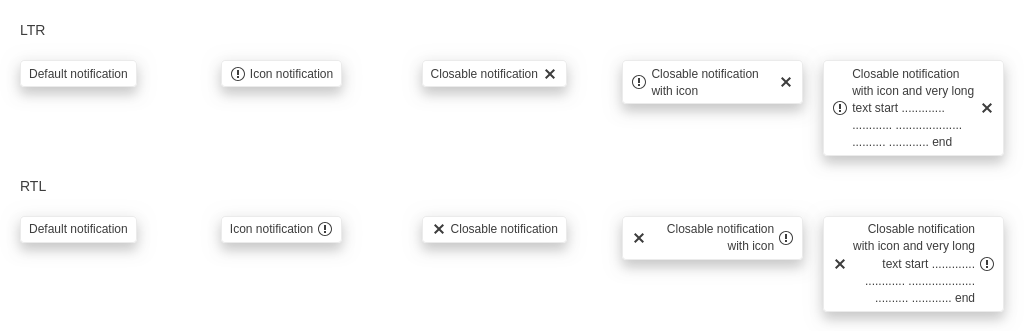 LTR
Default notification
Icon notification
Closable notification
Closable notification
with icon
Closable notification
with icon and very long
text start .............
............ ...................
.......... ............ end
RTL
Default notification
Icon notification
Closable notification
Closable notification
with icon
Closable notification
with icon and very long
text start .............
............ ...................
.......... ............ end